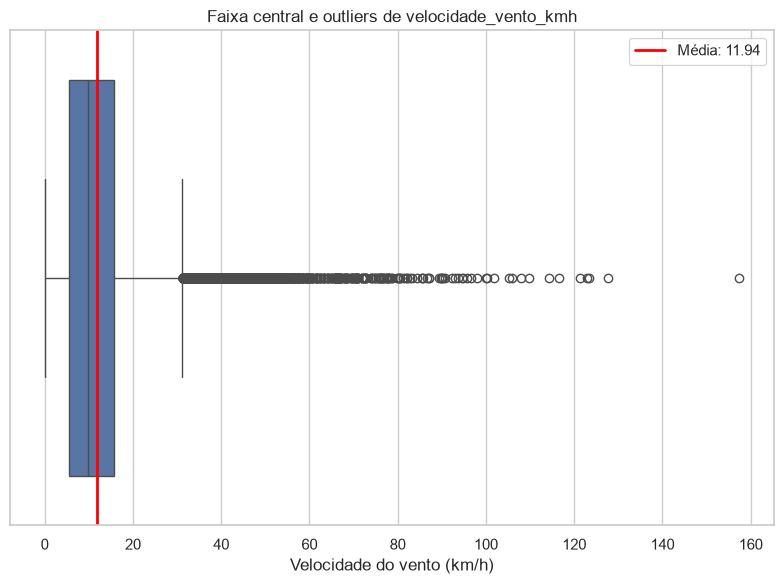 Faixa central e outliers de velocidade_vento_kmh
Média: 11.94
0 20 40 60 80 100 120 140 160
Velocidade do vento (km/h)